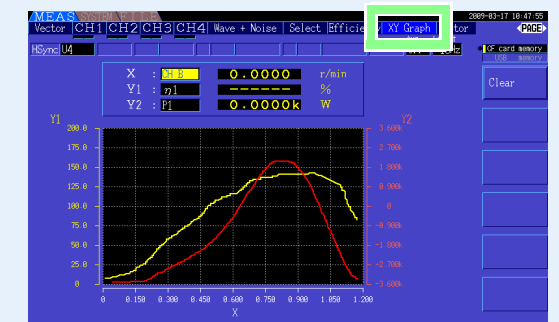 MEAS SYSTEM FILE
2009-03-17 10:47:55
Vector CH1 CH2 CH3 CH4 Wave + Noise Select Efficie XY Graph tor PAGE
HSync U4
CF card memory
USB memory
X : CH B 0.0000 r/min
Y1 : η1 ------ %
Y2 : P1 0.0000k W
Clear
Y1 Y2
200.0 3.600k
175.0 2.700k
150.0 1.800k
125.0 0.900k
100.0 0
75.0 -0.900k
50.0 -1.800k
25.0 -2.700k
0 -3.600k
0 0.150 0.300 0.450 0.600 0.750 0.900 1.050 1.200
X